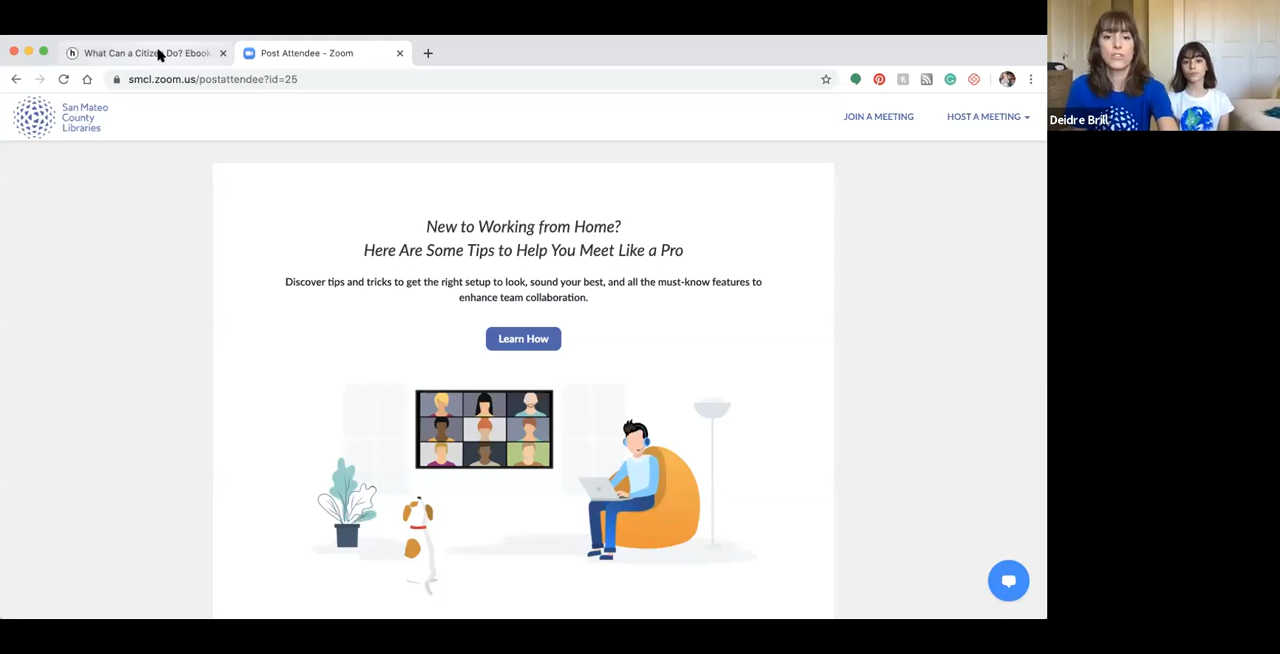 What Can a Citizen Do? Ebook
Post Attendee - Zoom
smcl.zoom.us/postattendee?id=25
San Mateo
County
Libraries
JOIN A MEETING
HOST A MEETING
New to Working from Home?
Here Are Some Tips to Help You Meet Like a Pro
Discover tips and tricks to get the right setup to look, sound your best, and all the must-know features to
enhance team collaboration.
Learn How
Deidre Brill